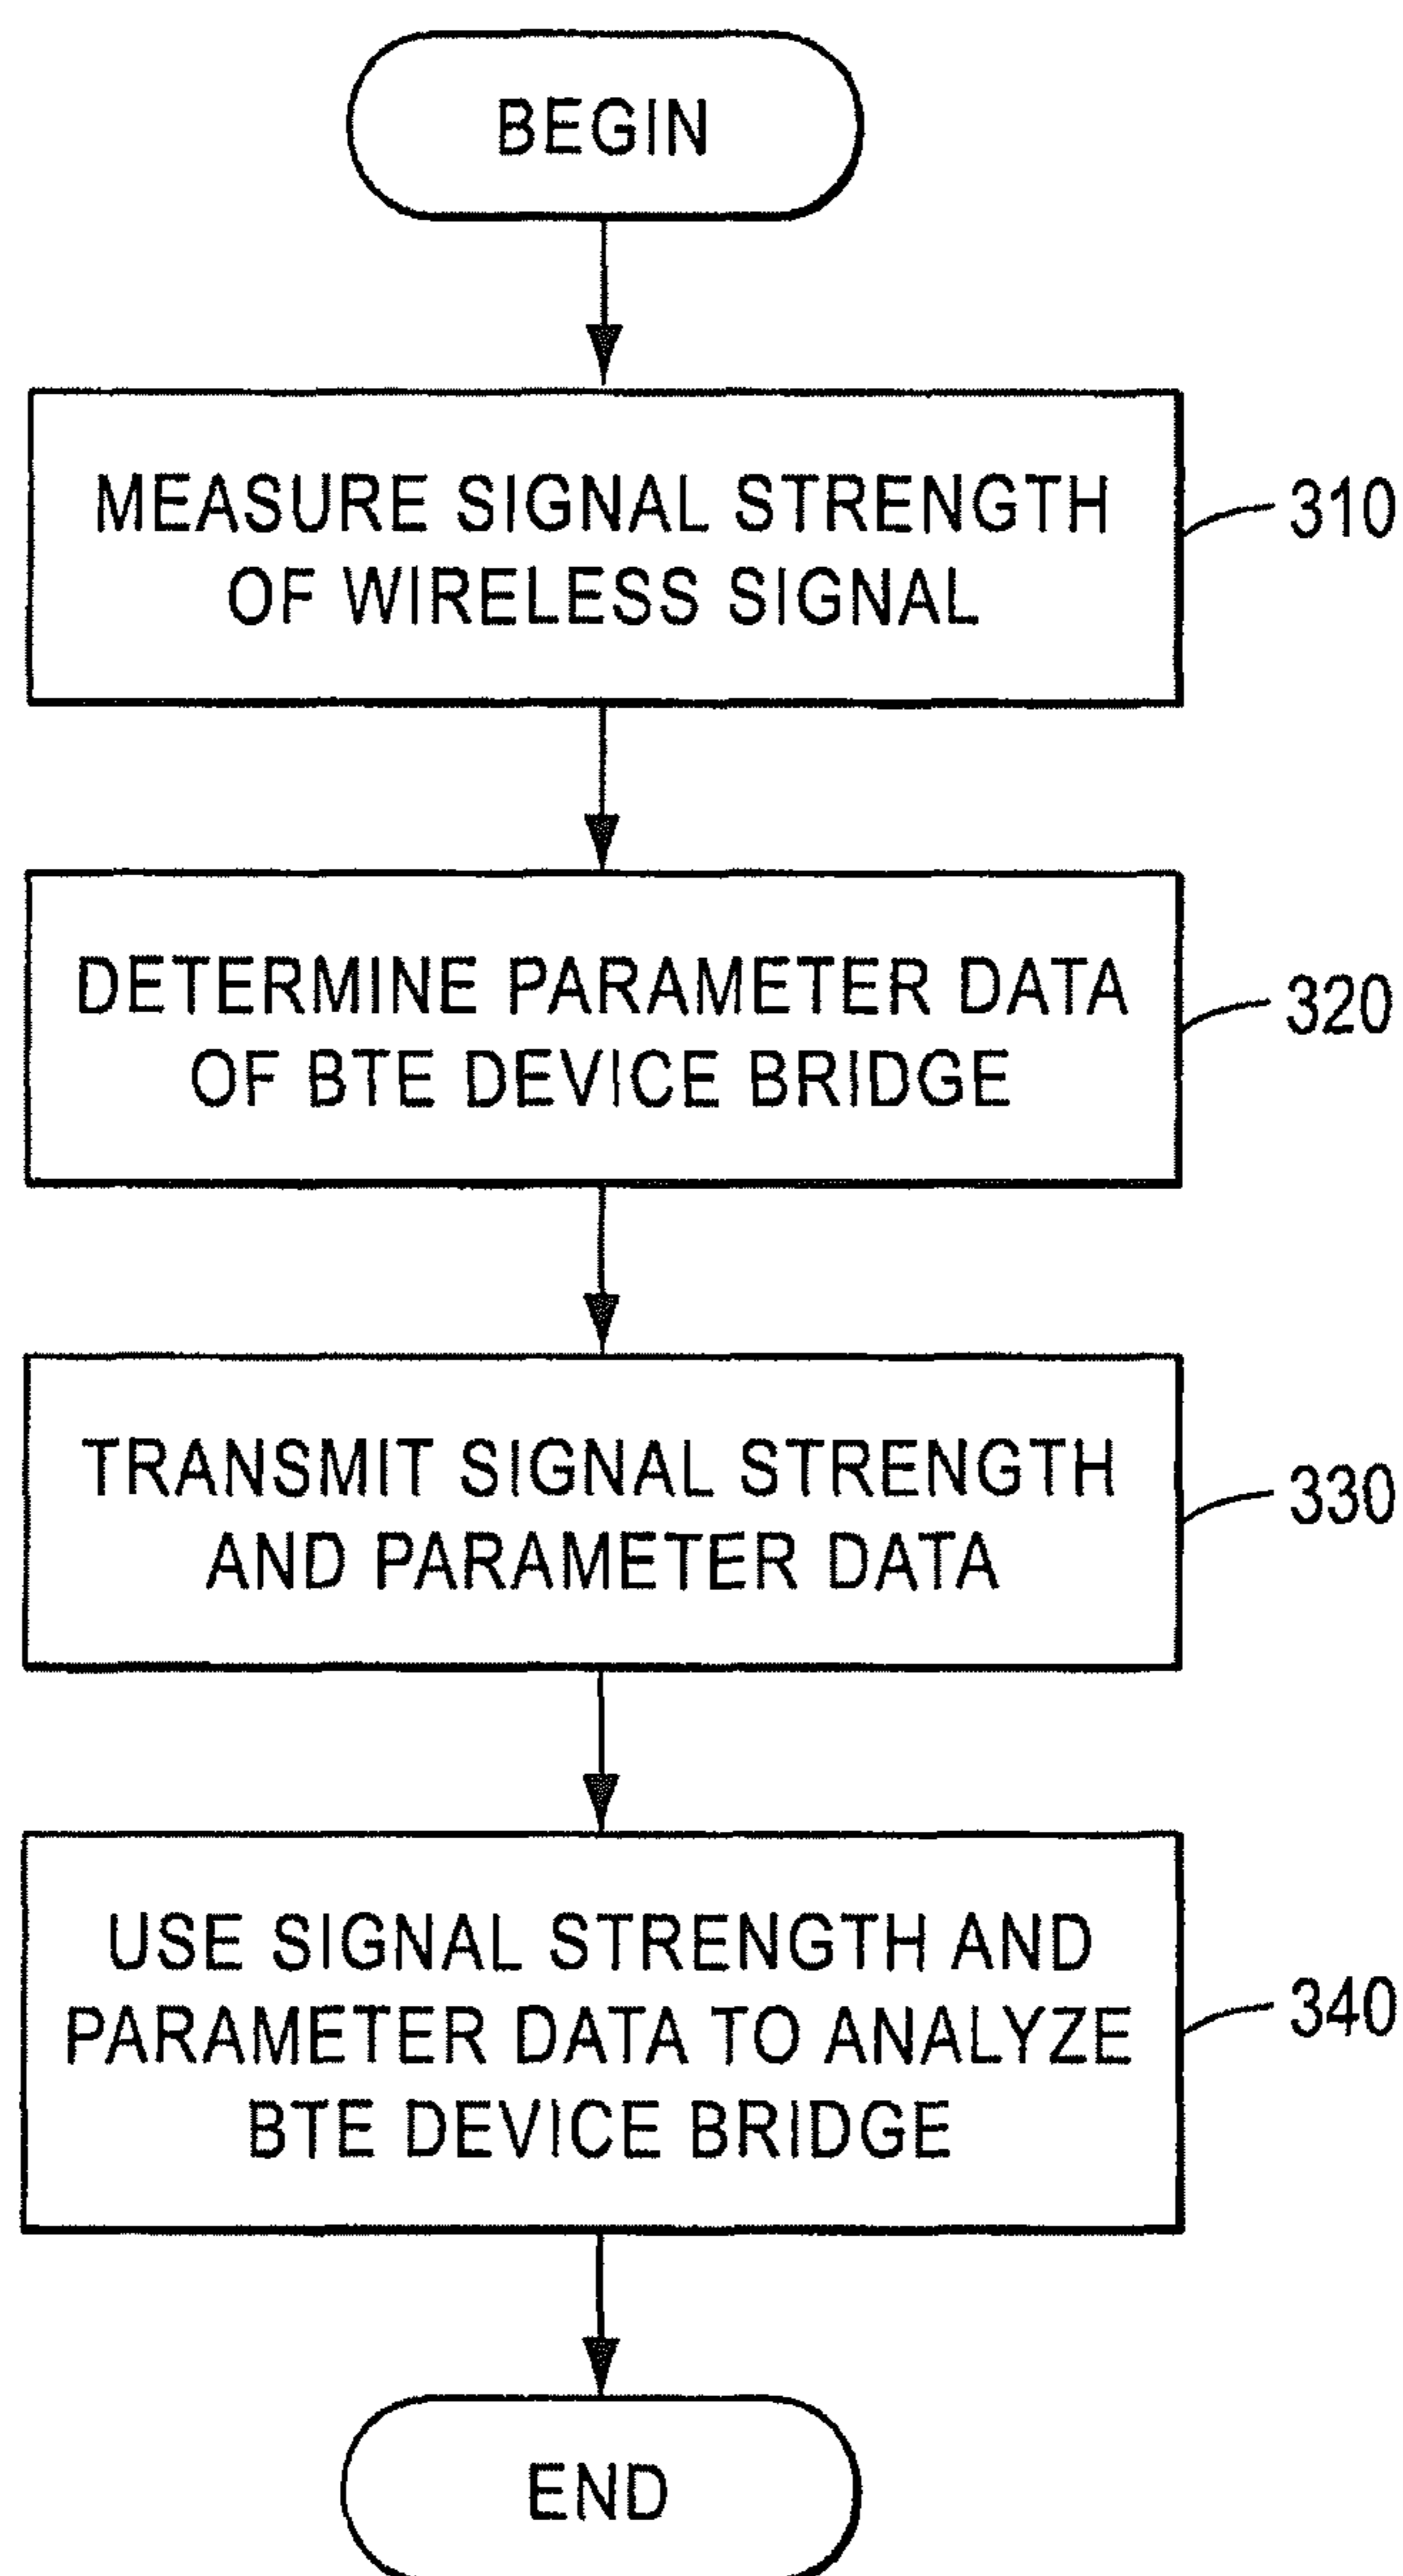 BEGIN
MEASURE SIGNAL STRENGTH
OF WIRELESS SIGNAL
310
DETERMINE PARAMETER DATA
OF BTE DEVICE BRIDGE
320
TRANSMIT SIGNAL STRENGTH
AND PARAMETER DATA
330
USE SIGNAL STRENGTH AND
PARAMETER DATA TO ANALYZE
BTE DEVICE BRIDGE
340
END